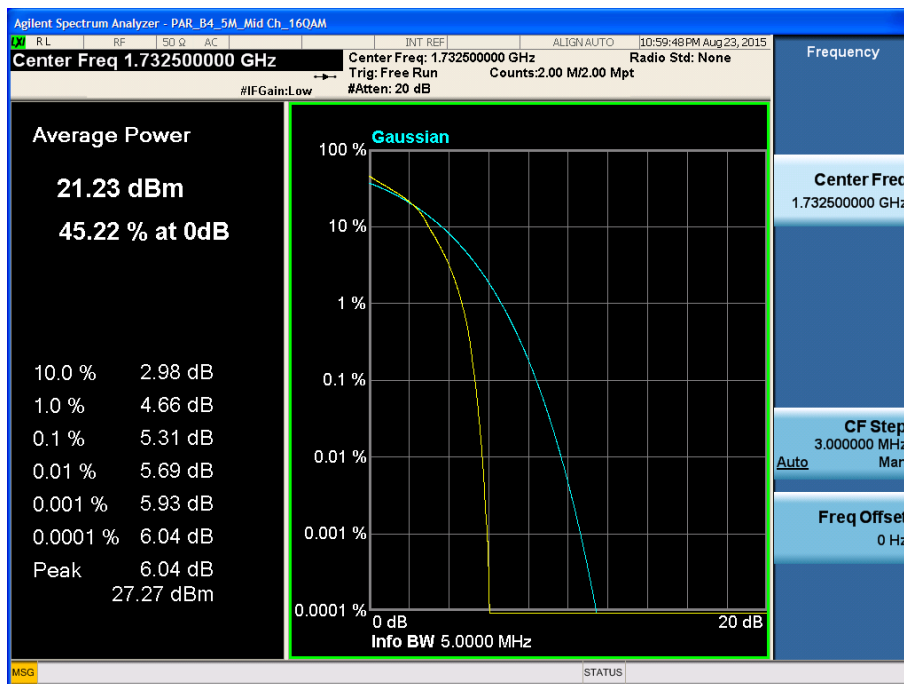 Agilent Spectrum Analyzer - PAR_B4_5M_Mid Ch_16QAM
LXI RL RF 50 Ω AC INT REF ALIGN AUTO 10:59:48 PM Aug 23, 2015
Center Freq 1.732500000 GHz
Center Freq: 1.732500000 GHz Radio Std: None
Trig: Free Run Counts:2.00 M/2.00 Mpt
#IFGain:Low #Atten: 20 dB
Frequency
Average Power
21.23 dBm
45.22 % at 0dB
10.0 % 2.98 dB
1.0 % 4.66 dB
0.1 % 5.31 dB
0.01 % 5.69 dB
0.001 % 5.93 dB
0.0001 % 6.04 dB
Peak 6.04 dB
27.27 dBm
Gaussian
100 %
10 %
1 %
0.1 %
0.01 %
0.001 %
0.0001 %
0 dB 20 dB
Info BW 5.0000 MHz
Center Freq
1.732500000 GHz
CF Step
3.000000 MHz
Auto Man
Freq Offset
0 Hz
MSG STATUS